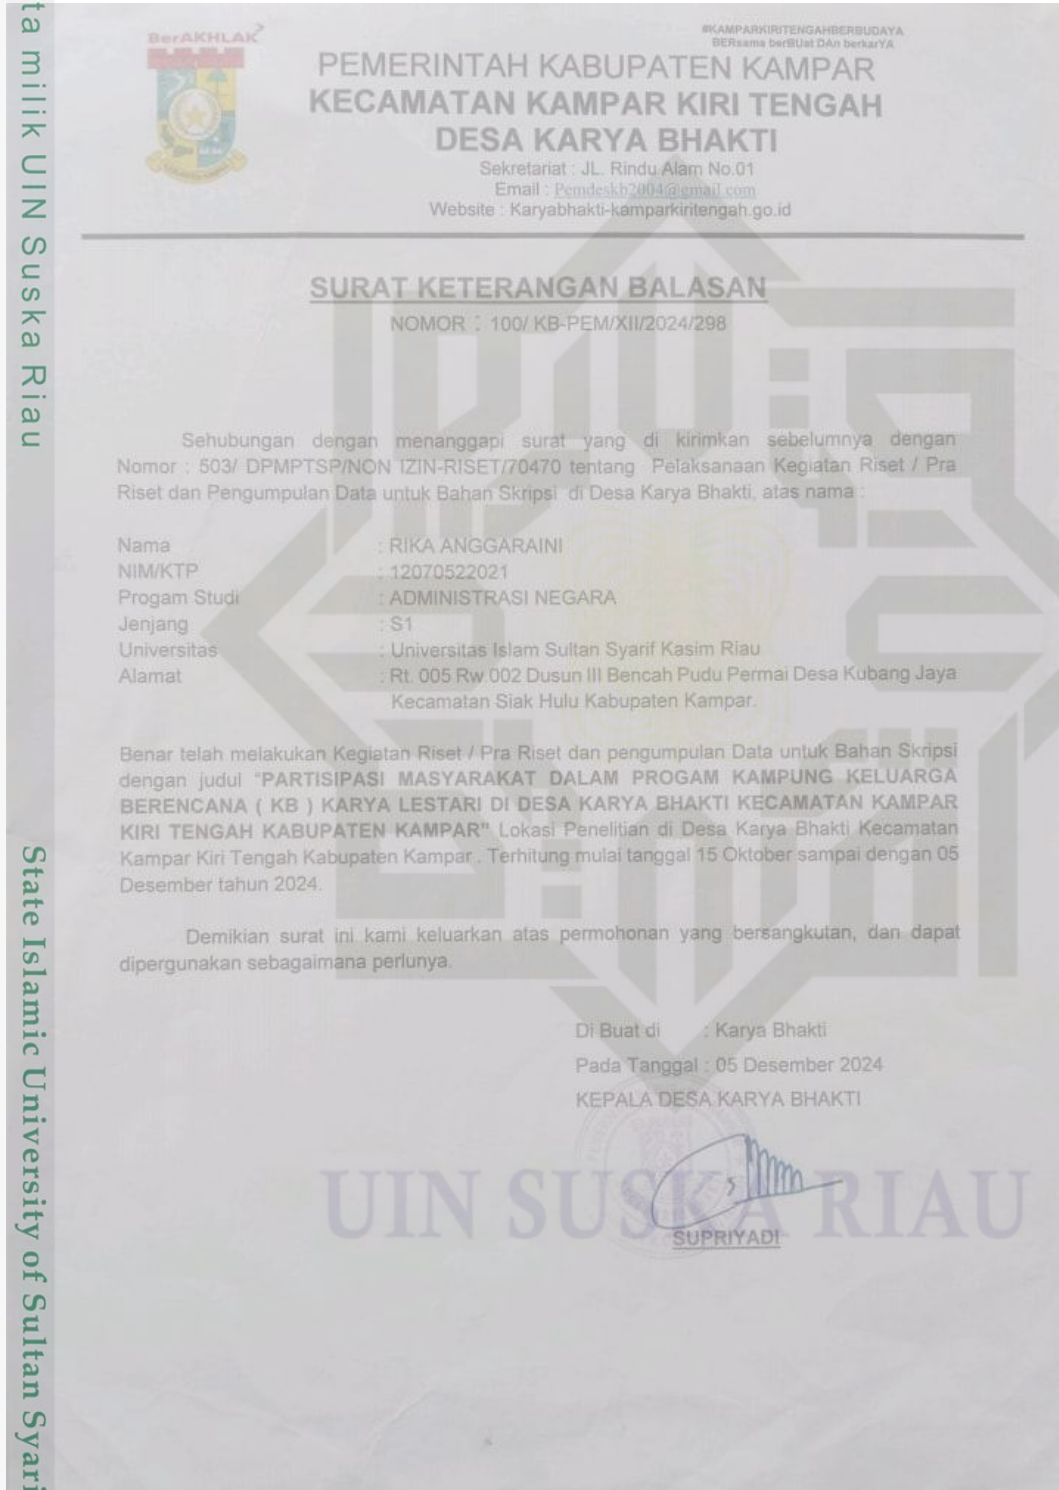 ta milik UIN Suska Riau
State Islamic University of Sultan Syari
BerAKHLAK
#KAMPARKIRITENGAHBERBUDAYA
BERsama berBUat DAn berkarYA
PEMERINTAH KABUPATEN KAMPAR
KECAMATAN KAMPAR KIRI TENGAH
DESA KARYA BHAKTI
Sekretariat : JL. Rindu Alam No.01
Email : Pemdeskb2004@gmail.com
Website : Karyabhakti-kamparkiritengah.go.id
SURAT KETERANGAN BALASAN
NOMOR : 100/ KB-PEM/XII/2024/298
Sehubungan dengan menanggapi surat yang di kirimkan sebelumnya dengan
Nomor : 503/ DPMPTSP/NON IZIN-RISET/70470 tentang Pelaksanaan Kegiatan Riset / Pra
Riset dan Pengumpulan Data untuk Bahan Skripsi di Desa Karya Bhakti, atas nama :
Nama : RIKA ANGGARAINI
NIM/KTP : 12070522021
Progam Studi : ADMINISTRASI NEGARA
Jenjang : S1
Universitas : Universitas Islam Sultan Syarif Kasim Riau
Alamat : Rt. 005 Rw 002 Dusun III Bencah Pudu Permai Desa Kubang Jaya
Kecamatan Siak Hulu Kabupaten Kampar.
Benar telah melakukan Kegiatan Riset / Pra Riset dan pengumpulan Data untuk Bahan Skripsi
dengan judul "PARTISIPASI MASYARAKAT DALAM PROGAM KAMPUNG KELUARGA
BERENCANA ( KB ) KARYA LESTARI DI DESA KARYA BHAKTI KECAMATAN KAMPAR
KIRI TENGAH KABUPATEN KAMPAR" Lokasi Penelitian di Desa Karya Bhakti Kecamatan
Kampar Kiri Tengah Kabupaten Kampar . Terhitung mulai tanggal 15 Oktober sampai dengan 05
Desember tahun 2024.
Demikian surat ini kami keluarkan atas permohonan yang bersangkutan, dan dapat
dipergunakan sebagaimana perlunya.
Di Buat di : Karya Bhakti
Pada Tanggal : 05 Desember 2024
KEPALA DESA KARYA BHAKTI
UIN SUSKA RIAU
SUPRIYADI